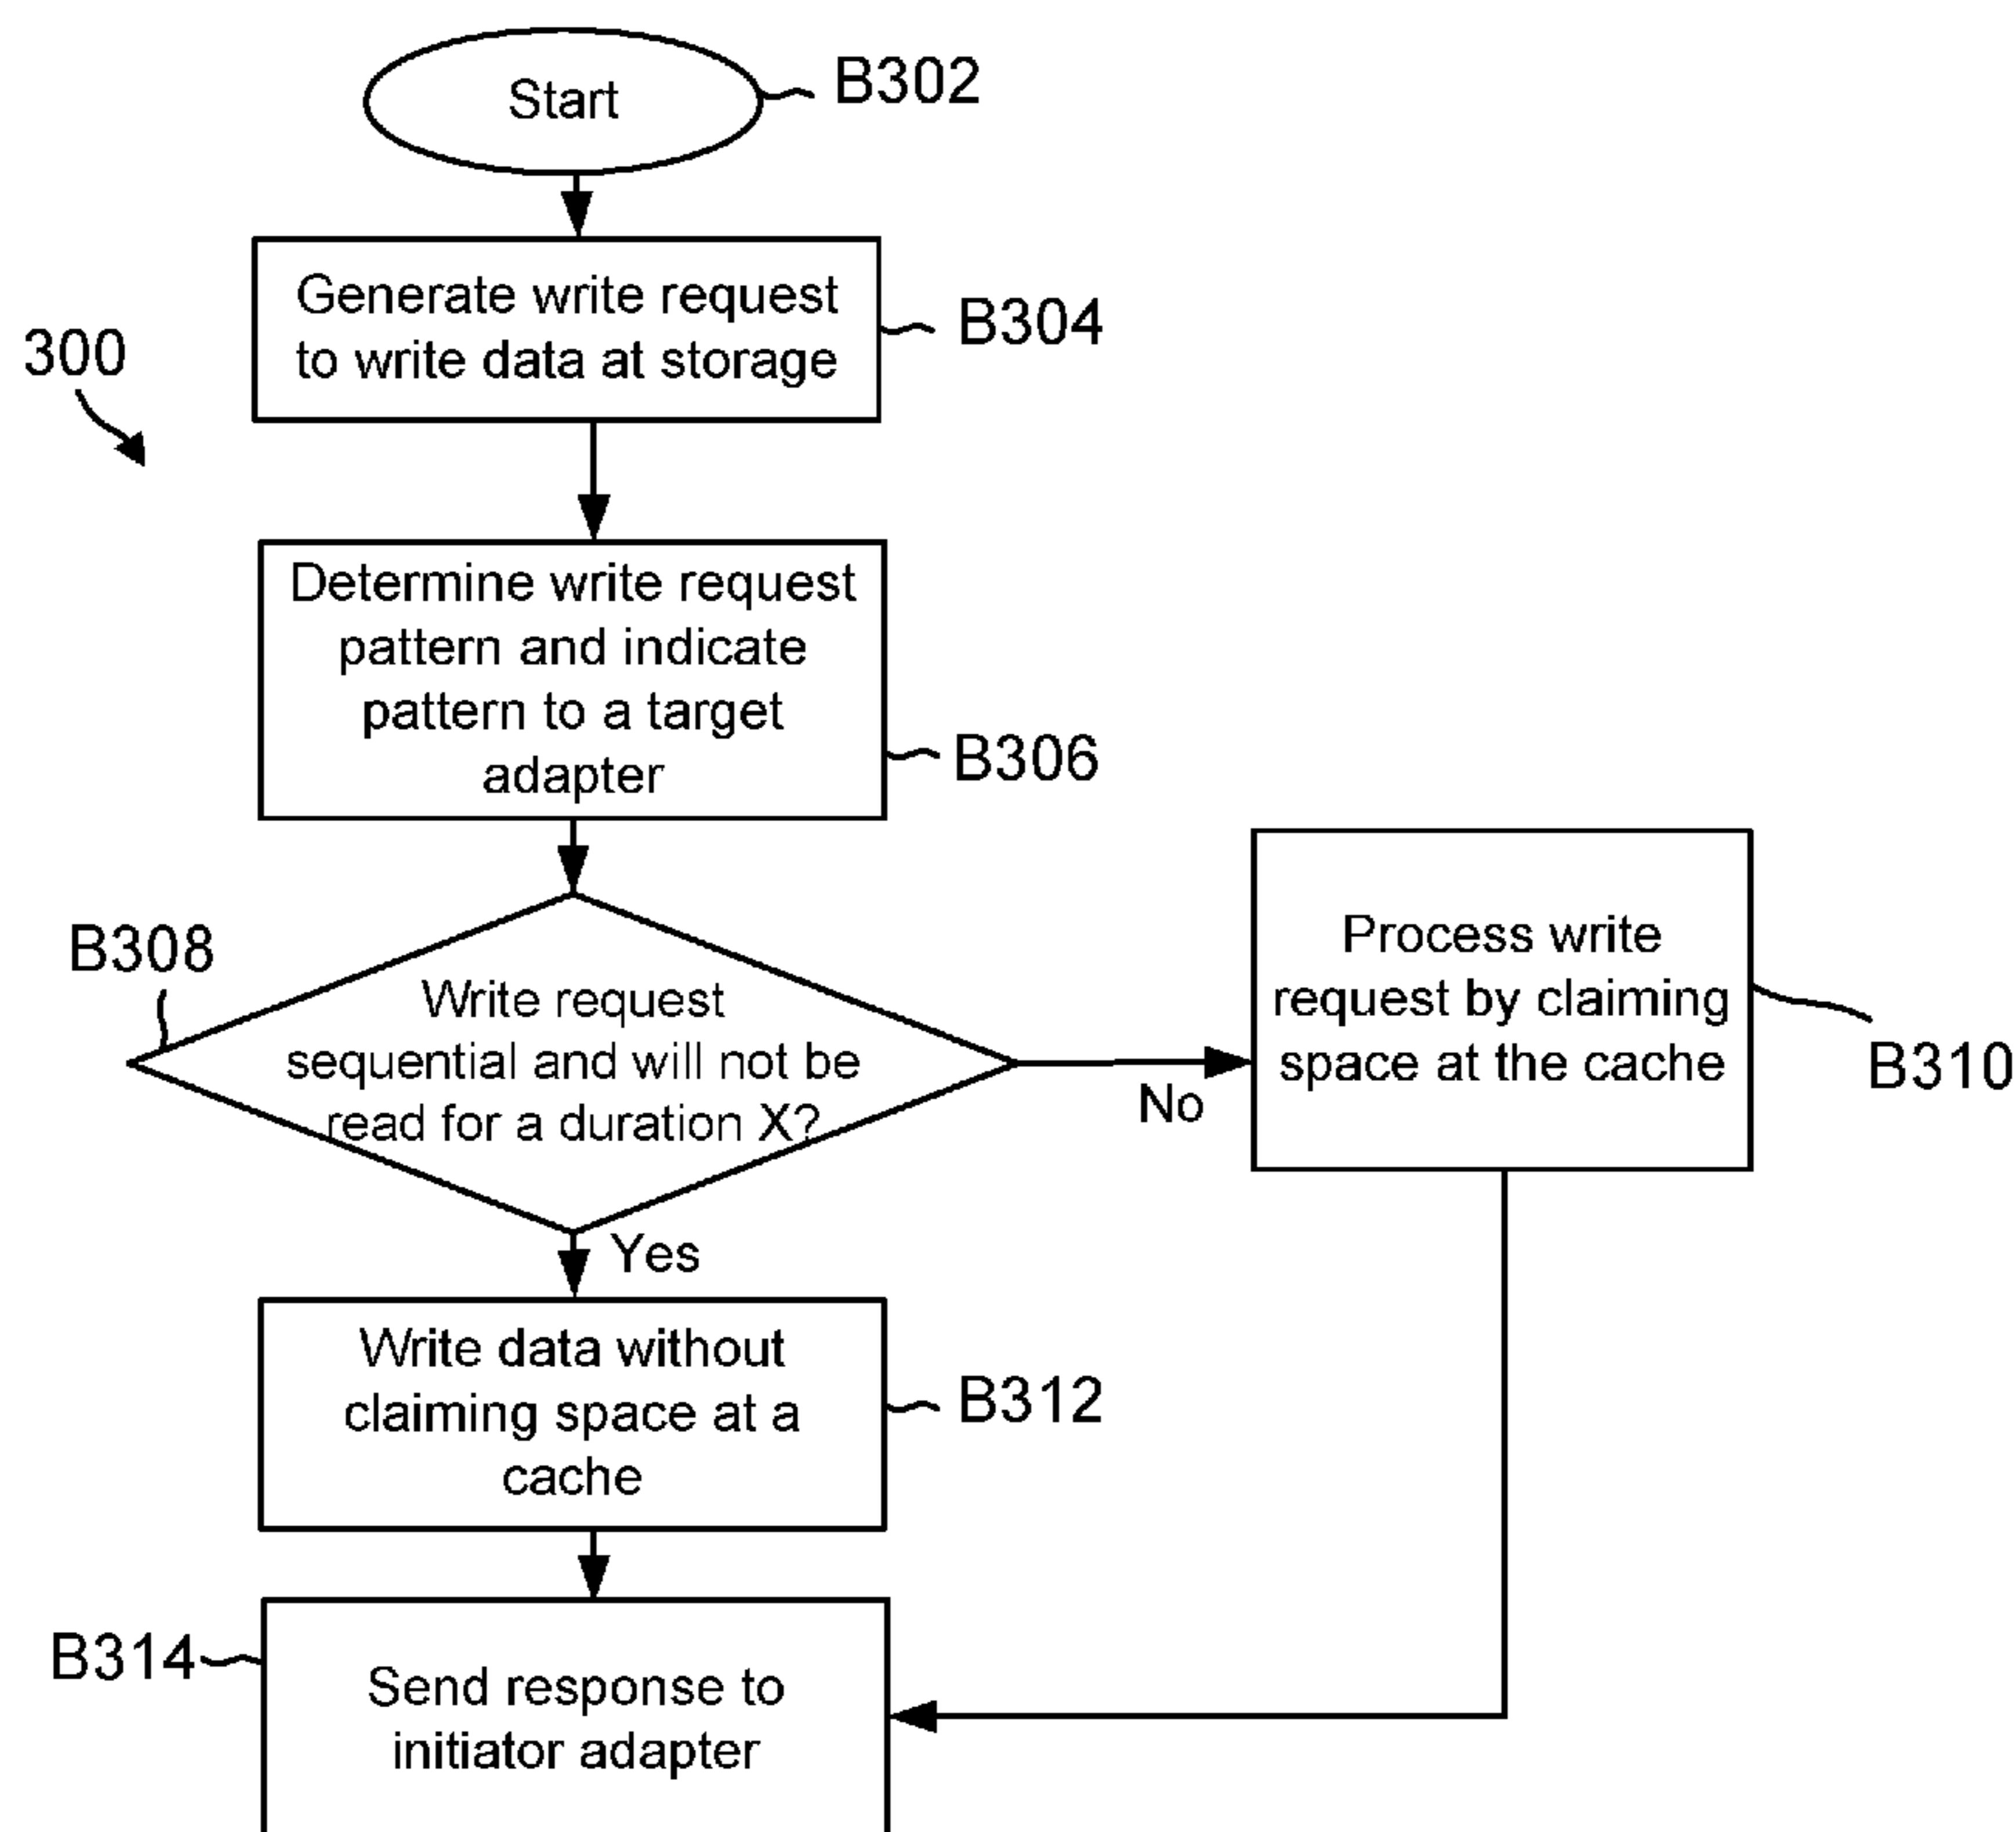 Start
B302
Generate write request
to write data at storage
B304
300
Determine write request
pattern and indicate
pattern to a target
adapter
B306
B308
Write request
sequential and will not be
read for a duration X?
No
Process write
request by claiming
space at the cache
B310
Yes
Write data without
claiming space at a
cache
B312
B314
Send response to
initiator adapter